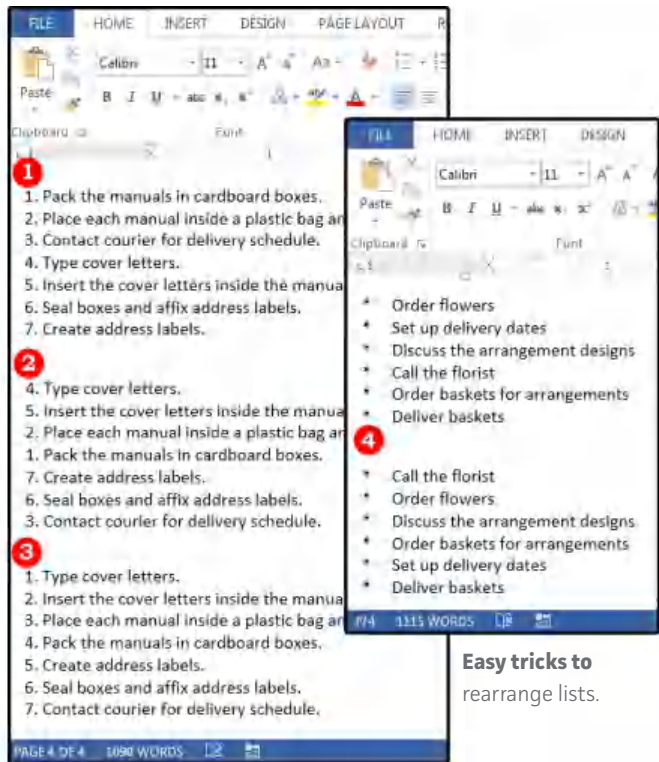 FILE HOME INSERT DESIGN PAGE LAYOUT R
Calibri 11 A A Aa
Paste B I U abc x, x² A
Clipboard Font
1
1. Pack the manuals in cardboard boxes.
2. Place each manual inside a plastic bag an
3. Contact courier for delivery schedule.
4. Type cover letters.
5. Insert the cover letters inside the manua
6. Seal boxes and affix address labels.
7. Create address labels.
2
4. Type cover letters.
5. Insert the cover letters inside the manua
2. Place each manual inside a plastic bag an
1. Pack the manuals in cardboard boxes.
7. Create address labels.
6. Seal boxes and affix address labels.
3. Contact courier for delivery schedule.
3
1. Type cover letters.
2. Insert the cover letters inside the manua
3. Place each manual inside a plastic bag an
4. Pack the manuals in cardboard boxes.
5. Create address labels.
6. Seal boxes and affix address labels.
7. Contact courier for delivery schedule.
PAGE 4 OF 4 1090 WORDS
FILE HOME INSERT DESIGN
Calibri 11 A A
Paste B I U abc x, x²
Clipboard Font
* Order flowers
* Set up delivery dates
* Discuss the arrangement designs
* Call the florist
* Order baskets for arrangements
* Deliver baskets
4
* Call the florist
* Order flowers
* Discuss the arrangement designs
* Order baskets for arrangements
* Set up delivery dates
* Deliver baskets
1115 WORDS
Easy tricks to
rearrange lists.